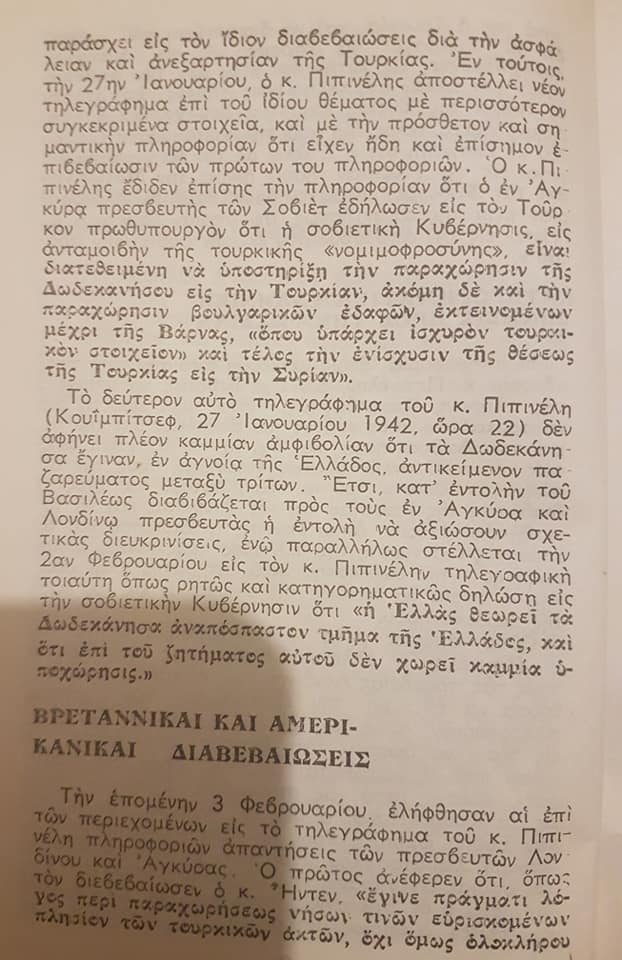 παράσχει εἰς τὸν ἴδιον διαβεβαιώσεις διὰ τὴν ἀσφά
λειαν καὶ ἀνεξαρτησίαν τῆς Τουρκίας. Ἐν τούτοις,
τὴν 27ην Ἰανουαρίου, ὁ κ. Πιπινέλης ἀποστέλλει νέον
τηλεγράφημα ἐπὶ τοῦ ἰδίου θέματος μὲ περισσότερον
συγκεκριμένα στοιχεῖα, καὶ μὲ τὴν πρόσθετον καὶ ση
μαντικὴν πληροφορίαν ὅτι εἶχεν ἤδη καὶ ἐπίσημον ἐ-
πιβεβαίωσιν τῶν πρώτων του πληροφοριῶν. Ὁ κ. Πι
πινέλης ἔδιδεν ἐπίσης τὴν πληροφορίαν ὅτι ὁ ἐν Ἀγ-
κύρᾳ πρεσβευτὴς τῶν Σοβιὲτ ἐδήλωσεν εἰς τὸν Τοῦρ
κον πρωθυπουργὸν ὅτι ἡ σοβιετικὴ Κυβέρνησις, εἰς
ἀνταμοιβὴν τῆς τουρκικῆς «νομιμοφροσύνης», εἶναι
διατεθειμένη νὰ ὑποστηρίξῃ τὴν παραχώρησιν τῆς
Δωδεκανήσου εἰς τὴν Τουρκίαν, ἀκόμη δὲ καὶ τὴν
παραχώρησιν βουλγαρικῶν ἐδαφῶν, ἐκτεινομένων
μέχρι τῆς Βάρνας, «ὅπου ὑπάρχει ἰσχυρὸν τουρκι-
κὸν στοιχεῖον» καὶ τέλος τὴν ἐνίσχυσιν τῆς θέσεως
τῆς Τουρκίας εἰς τὴν Συρίαν».
Τὸ δεύτερον αὐτὸ τηλεγράφημα τοῦ κ. Πιπινέλη
(Κουΐμπίτσεφ, 27 Ἰανουαρίου 1942, ὥρα 22) δὲν
ἀφήνει πλέον καμμίαν ἀμφιβολίαν ὅτι τὰ Δωδεκάνη-
σα ἔγιναν, ἐν ἀγνοίᾳ τῆς Ἑλλάδος, ἀντικείμενον πα-
ζαρεύματος μεταξὺ τρίτων. Ἔτσι, κατ' ἐντολὴν τοῦ
Βασιλέως διαβιβάζεται πρὸς τοὺς ἐν Ἀγκύρᾳ καὶ
Λονδίνῳ πρεσβευτὰς ἡ ἐντολὴ νὰ ἀξιώσουν σχε-
τικὰς διευκρινίσεις, ἐνῷ παραλλήλως στέλλεται τὴν
2αν Φεβρουαρίου εἰς τὸν κ. Πιπινέλην τηλεγραφικὴ
τοιαύτη ὅπως ρητῶς καὶ κατηγορηματικῶς δηλώσῃ εἰς
τὴν σοβιετικὴν Κυβέρνησιν ὅτι «ἡ Ἑλλὰς θεωρεῖ τὰ
Δωδεκάνησα ἀναπόσπαστον τμῆμα τῆς Ἑλλάδος, καὶ
ὅτι ἐπὶ τοῦ ζητήματος αὐτοῦ δὲν χωρεῖ καμμία ὑ-
ποχώρησις.»
ΒΡΕΤΑΝΝΙΚΑΙ ΚΑΙ ΑΜΕΡΙ-
ΚΑΝΙΚΑΙ ΔΙΑΒΕΒΑΙΩΣΕΙΣ
Τὴν ἑπομένην 3 Φεβρουαρίου, ἐλήφθησαν αἱ ἐπὶ
τῶν περιεχομένων εἰς τὸ τηλεγράφημα τοῦ κ. Πιπι-
νέλη πληροφοριῶν ἀπαντήσεις τῶν πρεσβευτῶν Λον-
δίνου καὶ Ἀγκύρας. Ὁ πρῶτος ἀνέφερεν ὅτι, ὅπως
τὸν διεβεβαίωσεν ὁ κ. Ἦντεν, «ἔγινε πράγματι λό-
γος περὶ παραχωρήσεως νήσων τινῶν εὑρισκομένων
πλησίον τῶν τουρκικῶν ἀκτῶν, ὄχι ὅμως ὁλοκλήρου